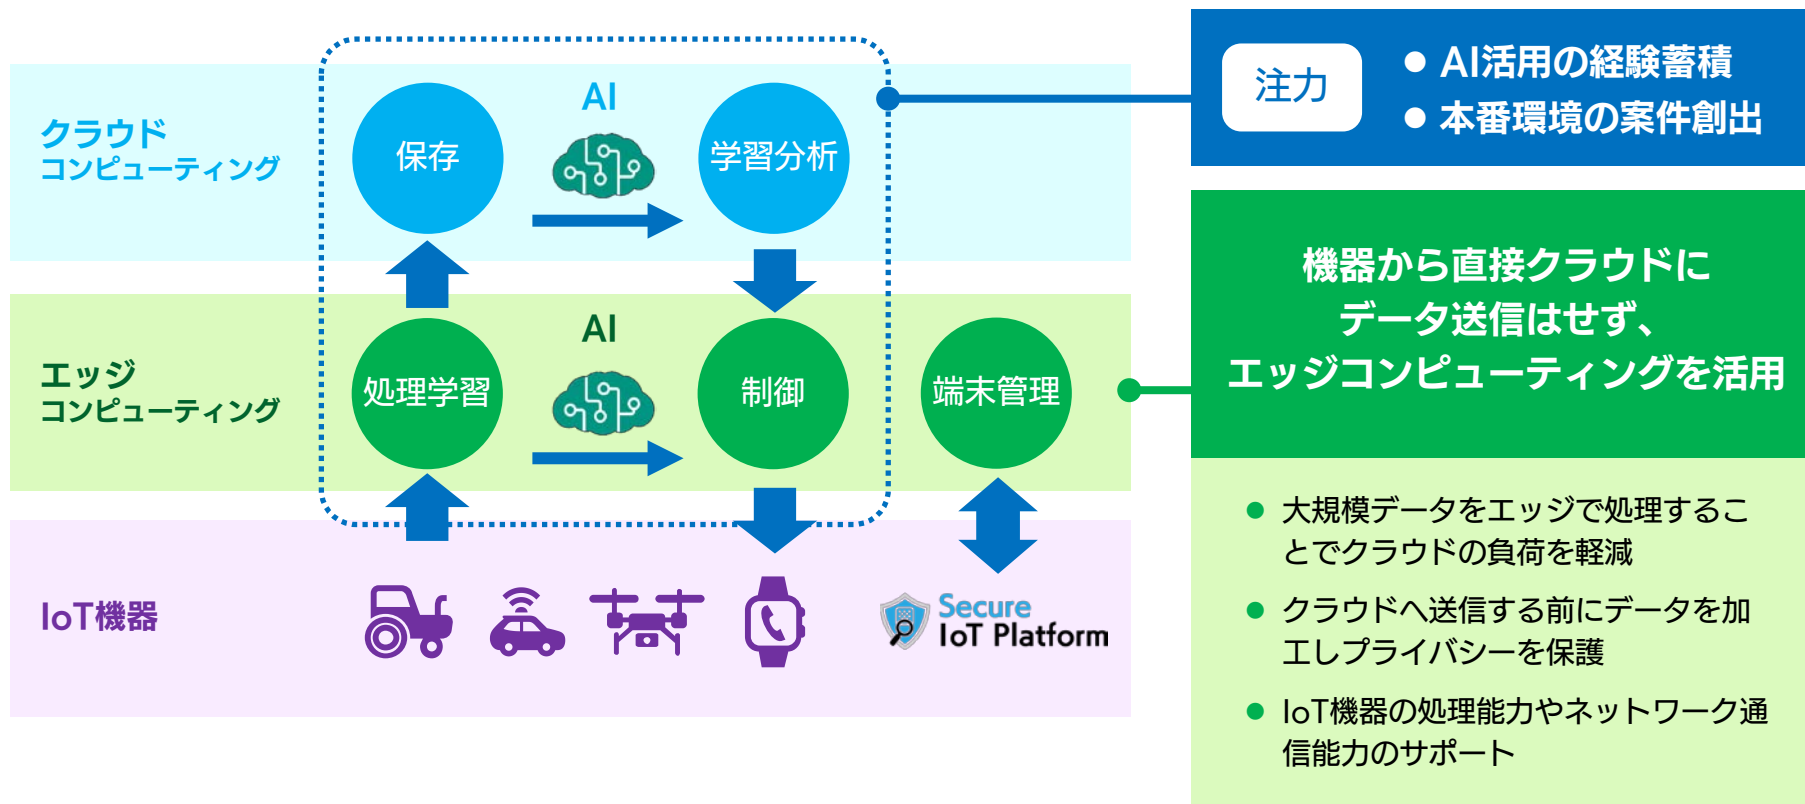 クラウド
コンピューティング
保存
AI
学習分析
エッジ
コンピューティング
処理学習
AI
制御
端末管理
IoT機器
Secure
IoT Platform
注力
● AI活用の経験蓄積
● 本番環境の案件創出
機器から直接クラウドに
データ送信はせず、
エッジコンピューティングを活用
● 大規模データをエッジで処理するこ
とでクラウドの負荷を軽減
● クラウドへ送信する前にデータを加
工しプライバシーを保護
● IoT機器の処理能力やネットワーク通
信能力のサポート